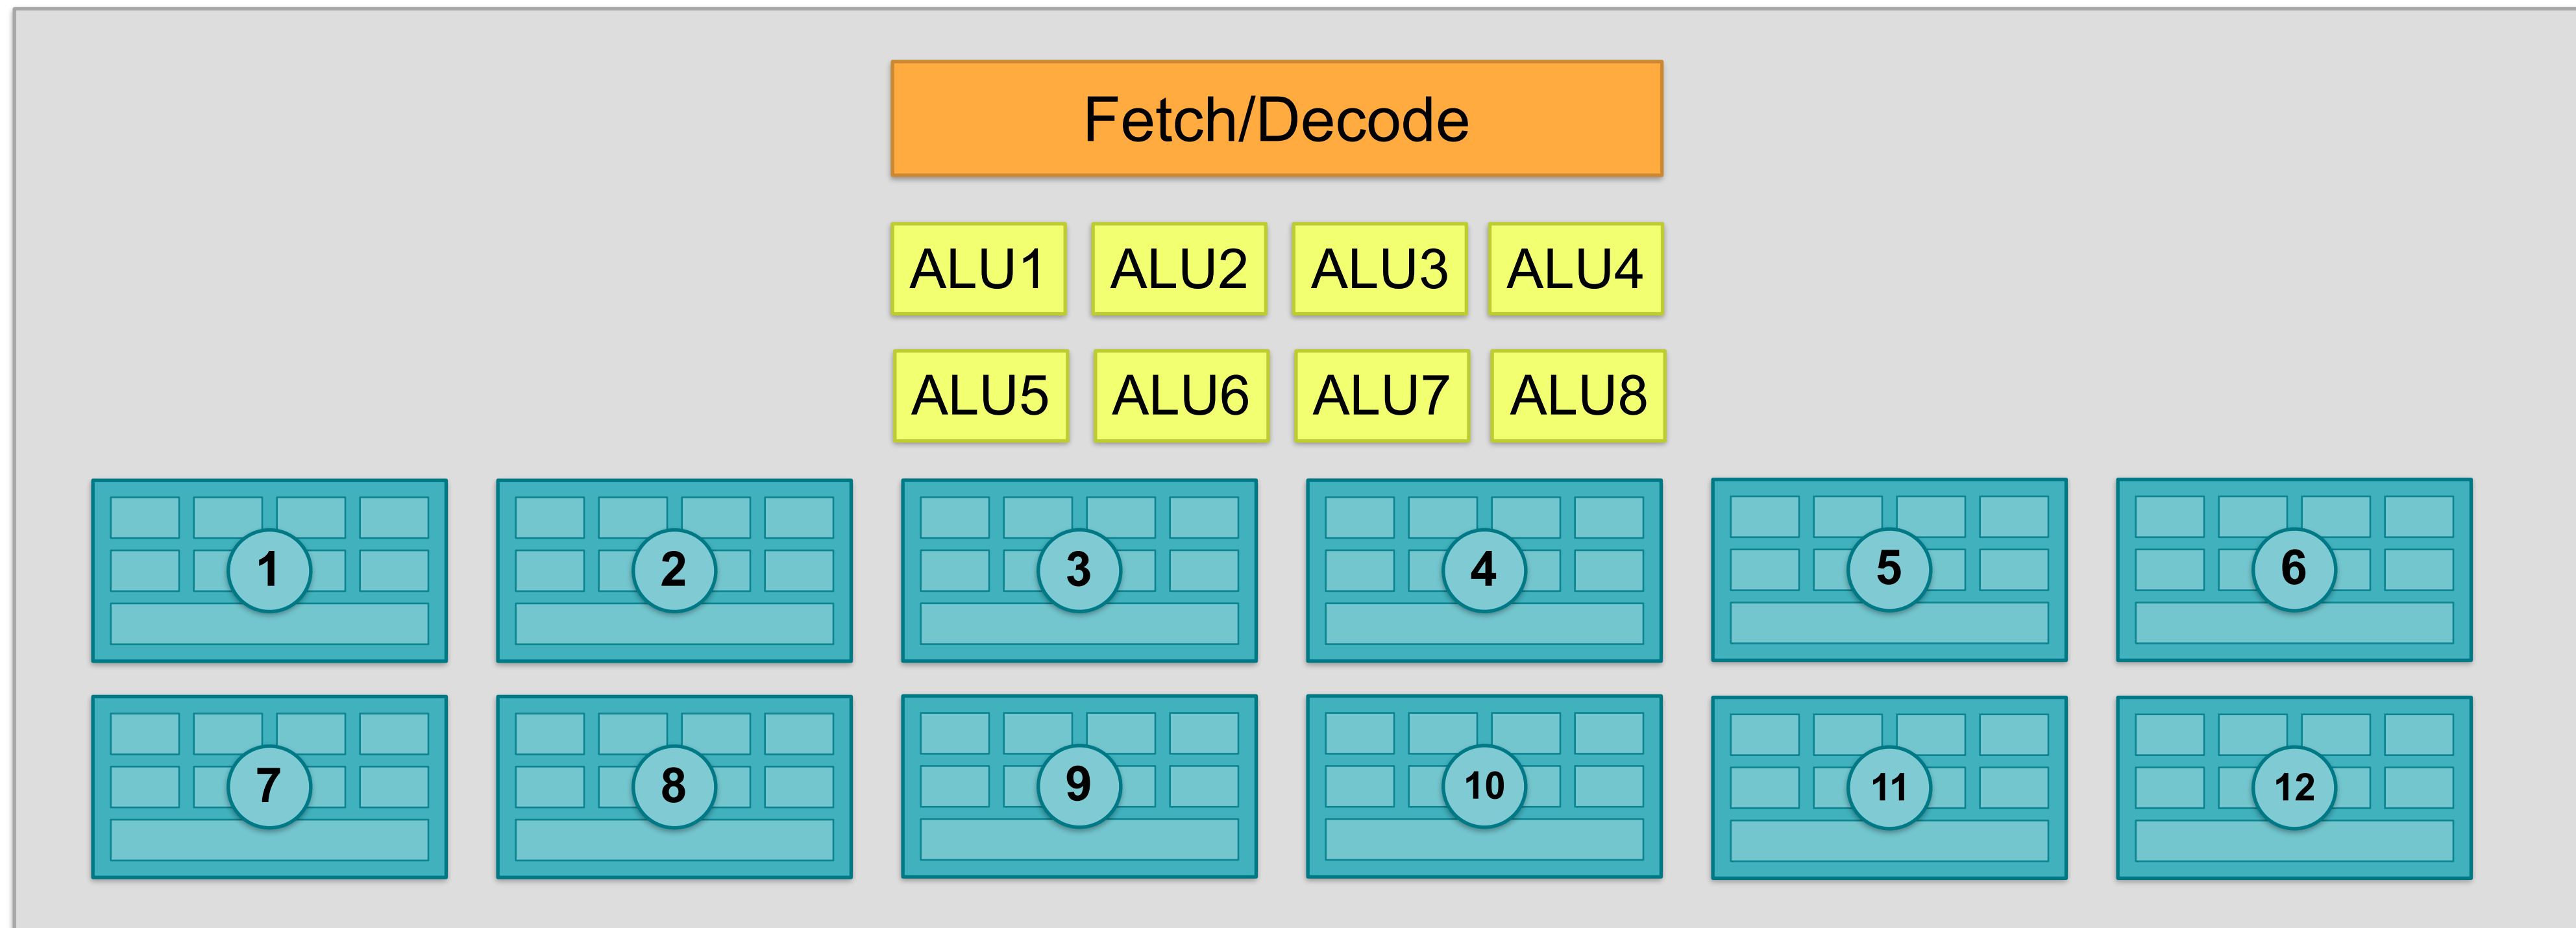 Fetch/Decode
ALU1 ALU2 ALU3 ALU4
ALU5 ALU6 ALU7 ALU8
1 2 3 4 5 6
7 8 9 10 11 12